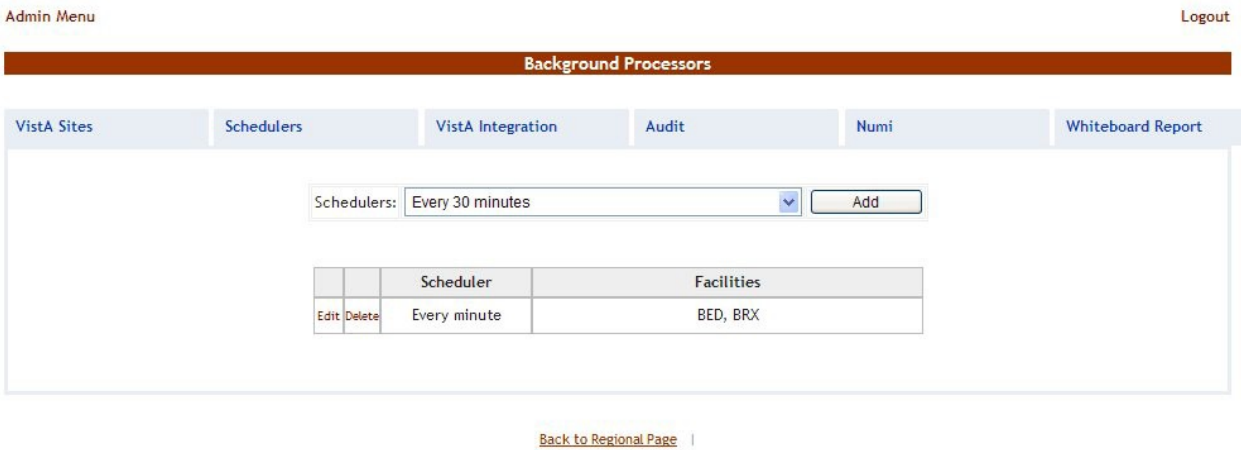 Admin Menu Logout
Background Processors
VistA Sites Schedulers VistA Integration Audit Numi Whiteboard Report
Schedulers: Every 30 minutes Add
Scheduler Facilities
Edit Delete Every minute BED, BRX
Back to Regional Page |